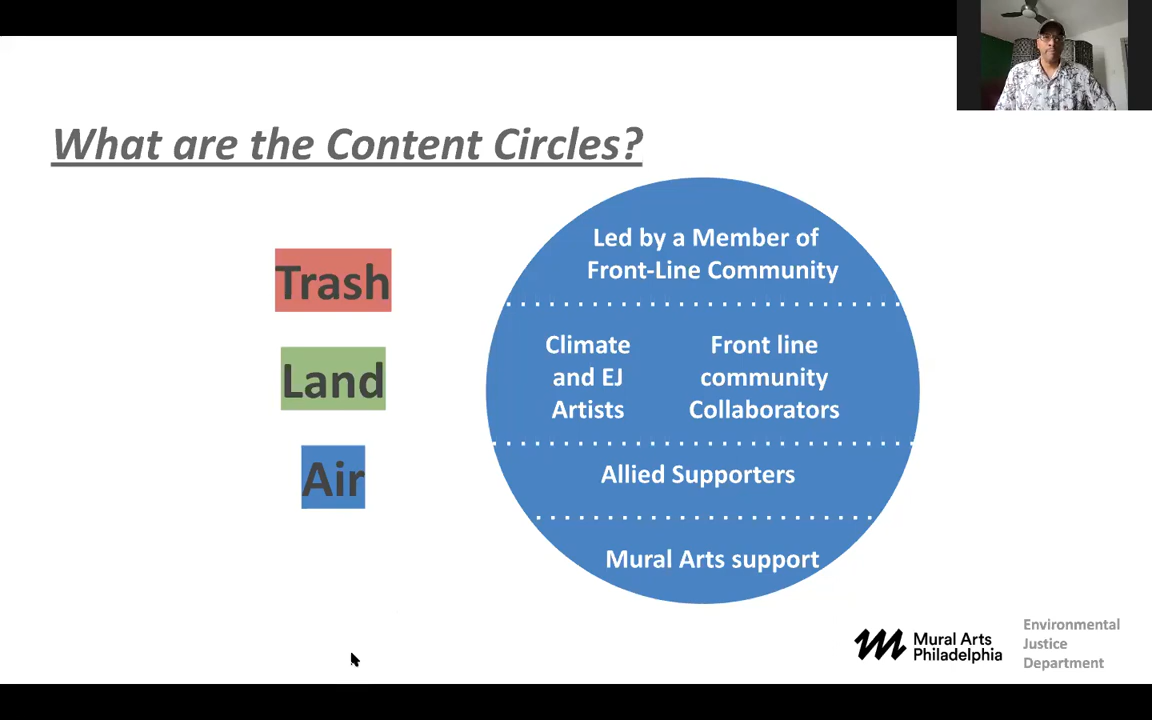 What are the Content Circles?
Trash
Land
Air
Led by a Member of
Front-Line Community
Climate
and EJ
Artists
Front line
community
Collaborators
Allied Supporters
Mural Arts support
Mural Arts
Philadelphia
Environmental
Justice
Department